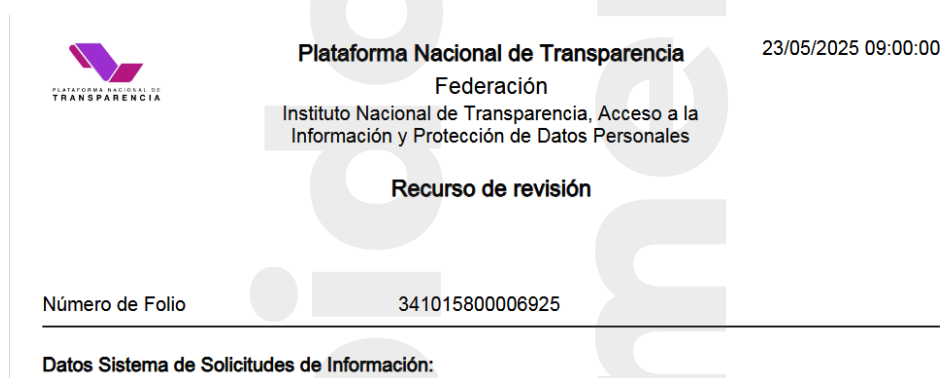 PLATAFORMA NACIONAL DE
TRANSPARENCIA
Plataforma Nacional de Transparencia
23/05/2025 09:00:00
Federación
Instituto Nacional de Transparencia, Acceso a la
Información y Protección de Datos Personales
Recurso de revisión
Número de Folio 341015800006925
Datos Sistema de Solicitudes de Información: